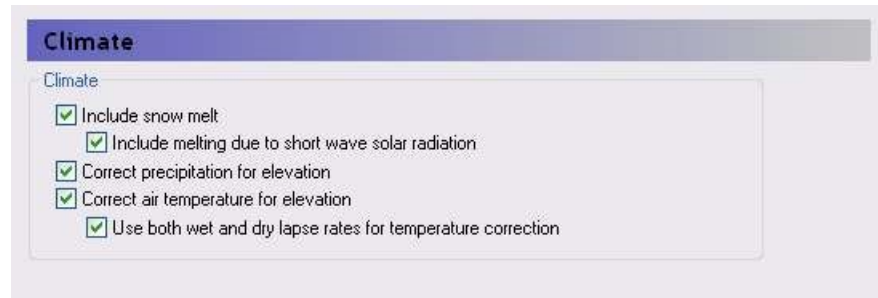 Climate
Climate
Include snow melt
Include melting due to short wave solar radiation
Correct precipitation for elevation
Correct air temperature for elevation
Use both wet and dry lapse rates for temperature correction